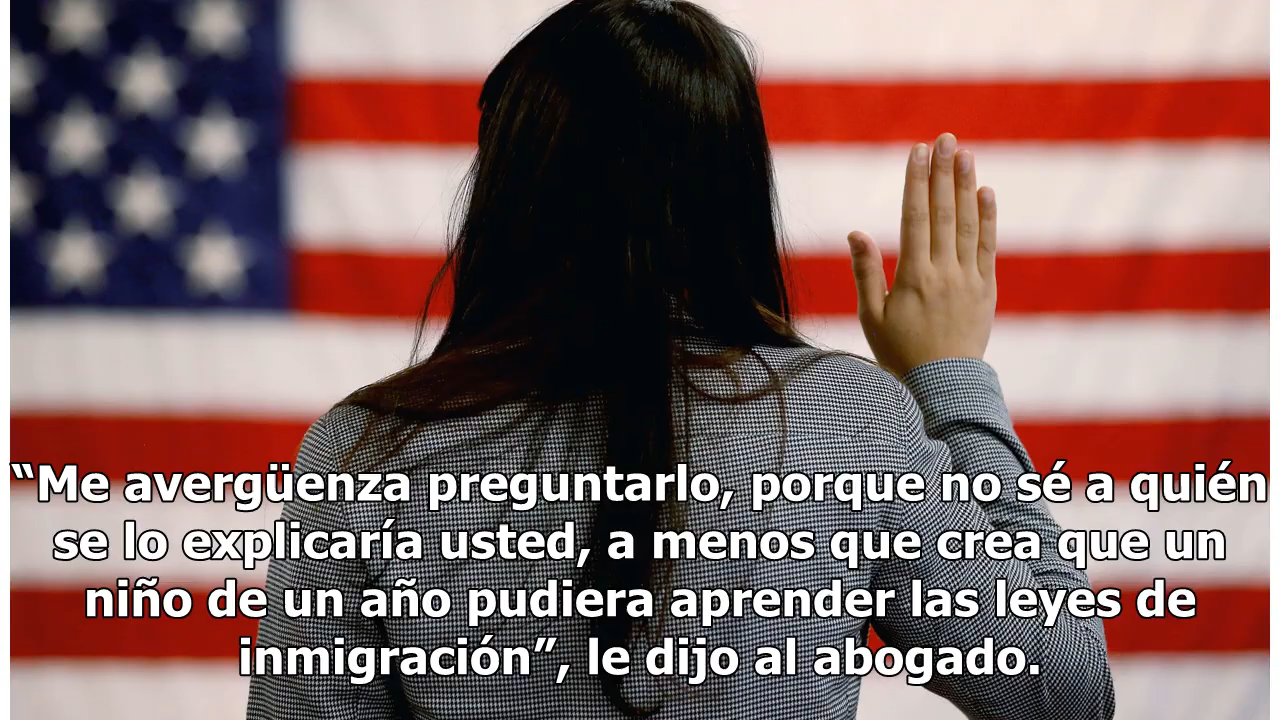 “Me avergüenza preguntarlo, porque no sé a quién
se lo explicaría usted, a menos que crea que un
niño de un año pudiera aprender las leyes de
inmigración”, le dijo al abogado.